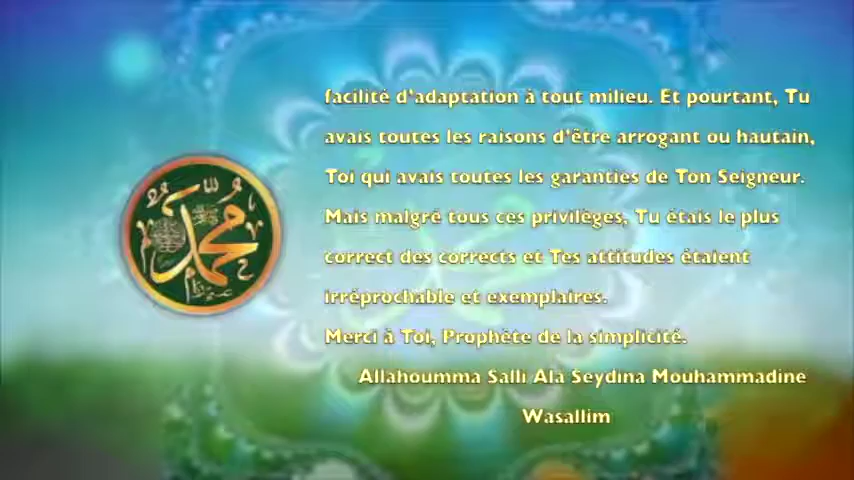 محمد
facilité d'adaptation à tout milieu. Et pourtant, Tu
avais toutes les raisons d'être arrogant ou hautain,
Toi qui avais toutes les garanties de Ton Seigneur.
Mais malgré tous ces privilèges, Tu étais le plus
correct des corrects et Tes attitudes étaient
irréprochable et exemplaires.
Merci à Toi, Prophète de la simplicité.
Allahoumma Salli Alà Seydina Mouhammadine
Wasallim